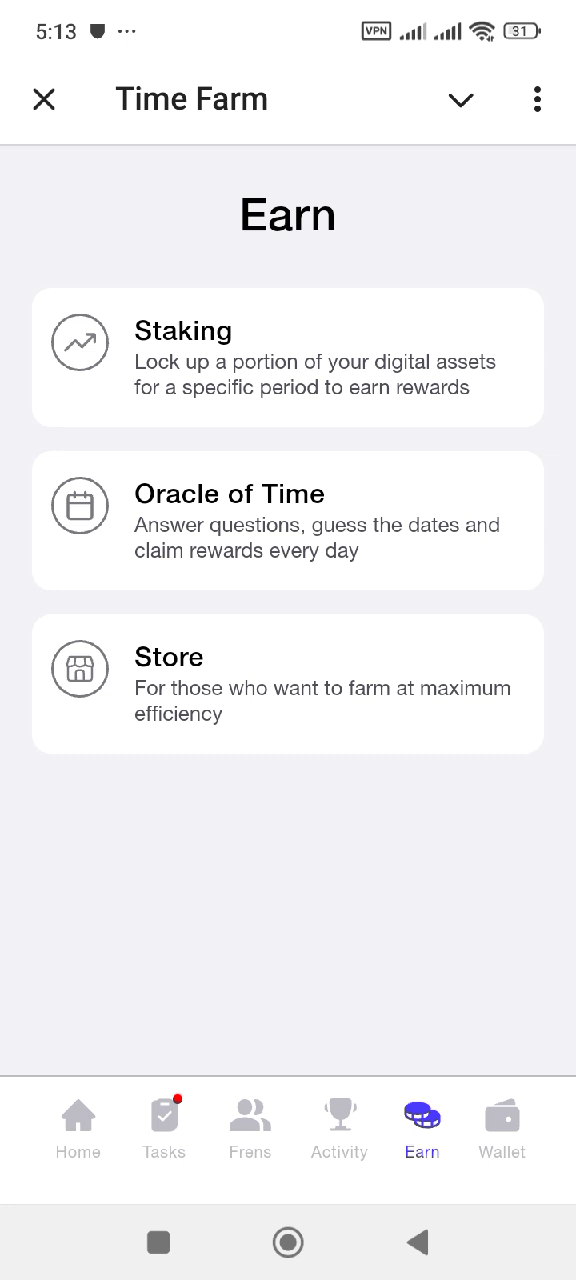 5:13
VPN
31
Time Farm
Earn
Staking
Lock up a portion of your digital assets
for a specific period to earn rewards
Oracle of Time
Answer questions, guess the dates and
claim rewards every day
Store
For those who want to farm at maximum
efficiency
Home
Tasks
Frens
Activity
Earn
Wallet